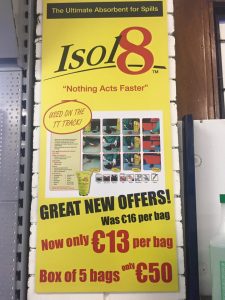 The Ultimate Absorbent for Spills
Isol8™
"Nothing Acts Faster"
USED ON THE
TT TRACK!
GREAT NEW OFFERS!
Was €16 per bag
Now only €13 per bag
Box of 5 bags only €50